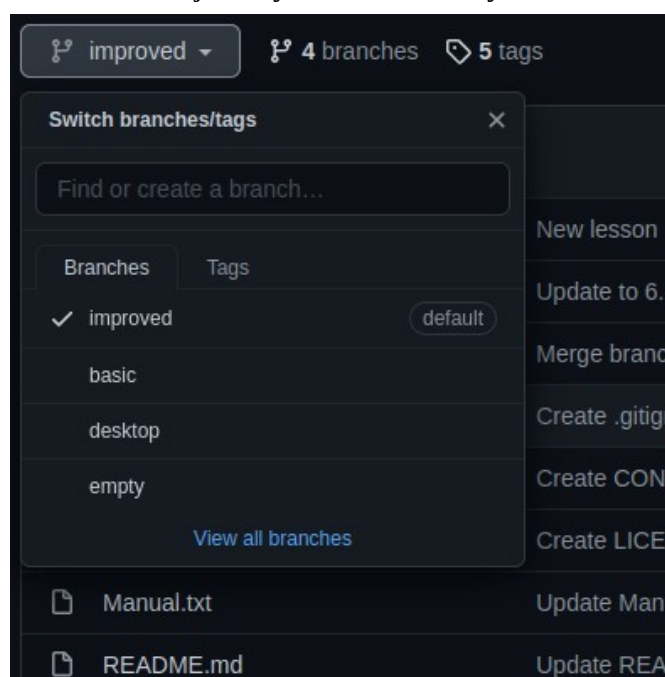 improved
4 branches
5 tags
Switch branches/tags
Find or create a branch...
Branches
Tags
improved
default
basic
desktop
empty
View all branches
New lesson
Update to 6.
Merge branc
Create .gitig
Create CON
Create LICE
Manual.txt
Update Man
README.md
Update REA